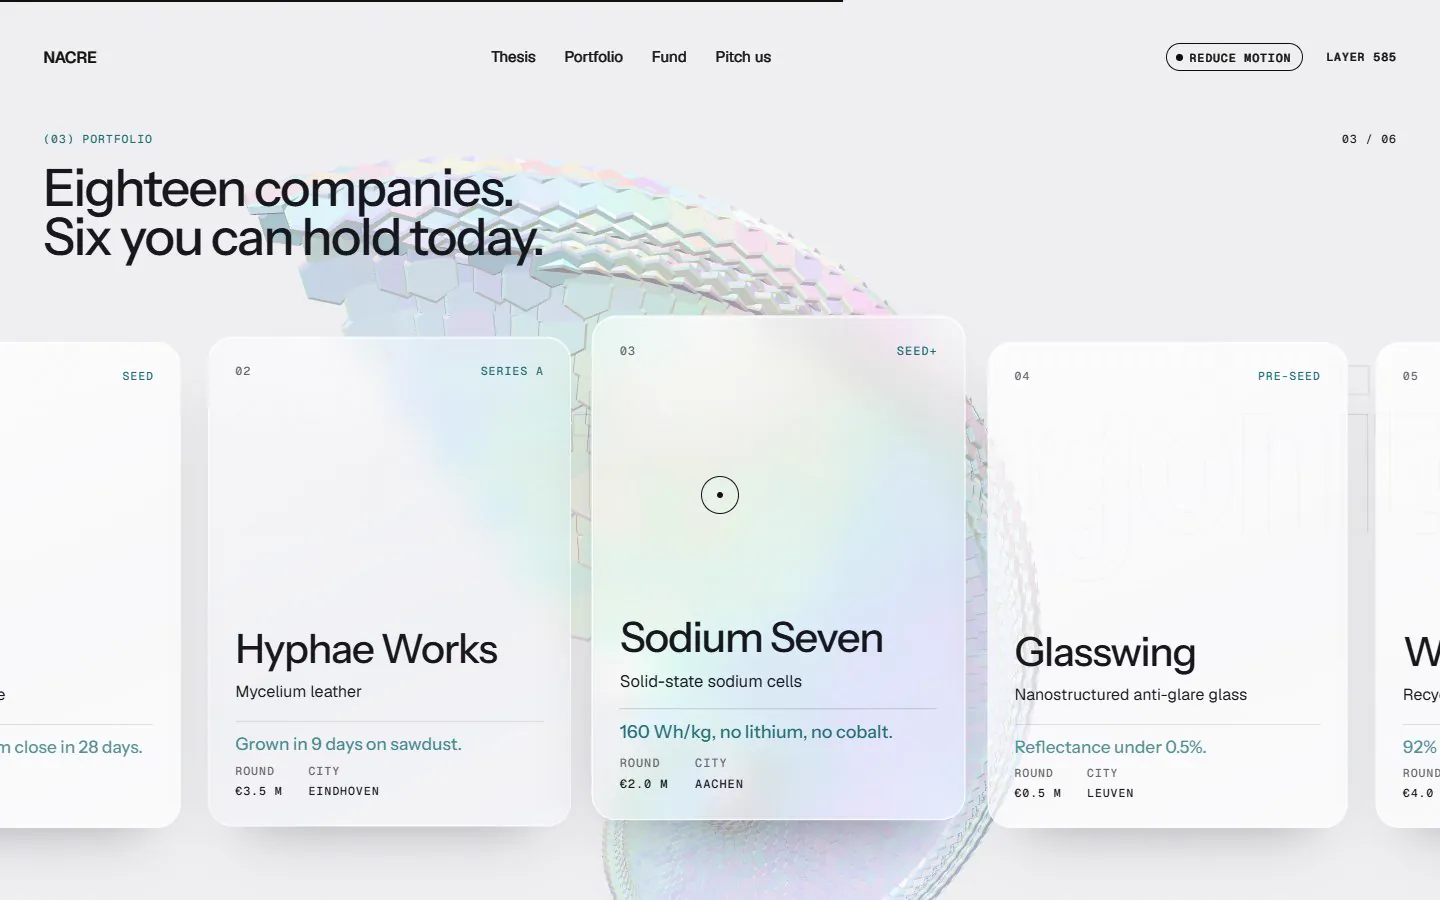 NACRE
Thesis
Portfolio
Fund
Pitch us
REDUCE MOTION
LAYER 585
(03) PORTFOLIO
03 / 06
Eighteen companies.
Six you can hold today.
SEED
close in 28 days.
02
SERIES A
Hyphae Works
Mycelium leather
Grown in 9 days on sawdust.
ROUND CITY
€3.5 M EINDHOVEN
03
SEED+
Sodium Seven
Solid-state sodium cells
160 Wh/kg, no lithium, no cobalt.
ROUND CITY
€2.0 M AACHEN
04
PRE-SEED
Glasswing
Nanostructured anti-glare glass
Reflectance under 0.5%.
ROUND CITY
€0.5 M LEUVEN
05
92%
ROUND
€4.0